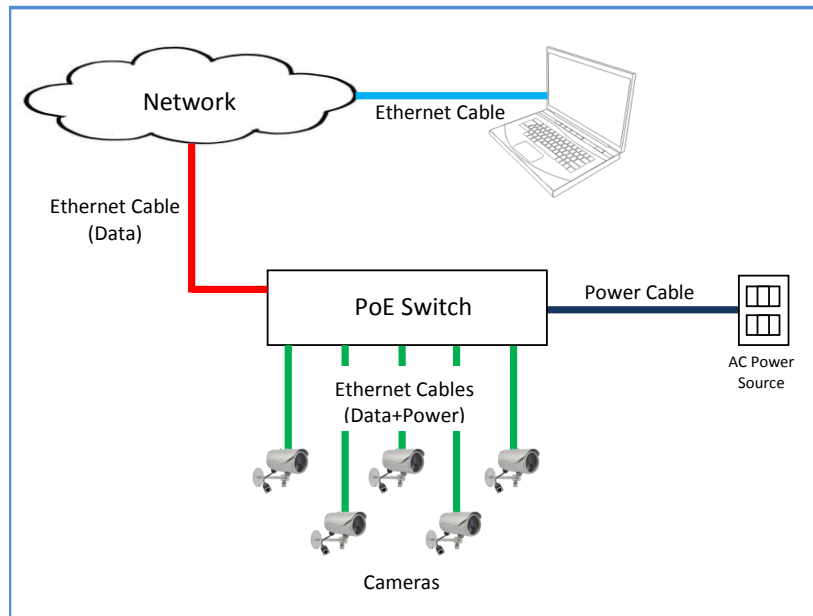 Network
Ethernet Cable
Ethernet Cable
(Data)
PoE Switch
Power Cable
AC Power
Source
Ethernet Cables
(Data+Power)
Cameras